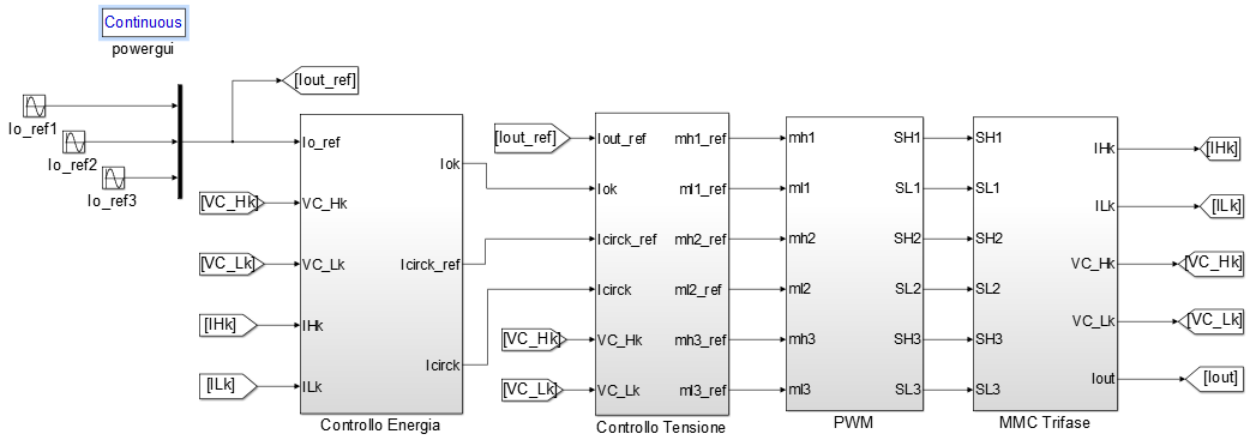 Continuous
powergui
[Iout_ref]
Io_ref1
Io_ref2
Io_ref3
[VC_Hk]
[VC_Lk]
[IHk]
[ILk]
Io_ref
VC_Hk
VC_Lk
IHk
ILk
Iok
Icirck_ref
Icirck
Controllo Energia
[Iout_ref]
[VC_Hk]
[VC_Lk]
Iout_ref
Iok
Icirck_ref
Icirck
VC_Hk
VC_Lk
mh1_ref
ml1_ref
mh2_ref
ml2_ref
mh3_ref
ml3_ref
Controllo Tensione
mh1
ml1
mh2
ml2
mh3
ml3
SH1
SL1
SH2
SL2
SH3
SL3
PWM
SH1
SL1
SH2
SL2
SH3
SL3
IHk
ILk
VC_Hk
VC_Lk
Iout
MMC Trifase
[IHk]
[ILk]
[VC_Hk]
[VC_Lk]
[Iout]